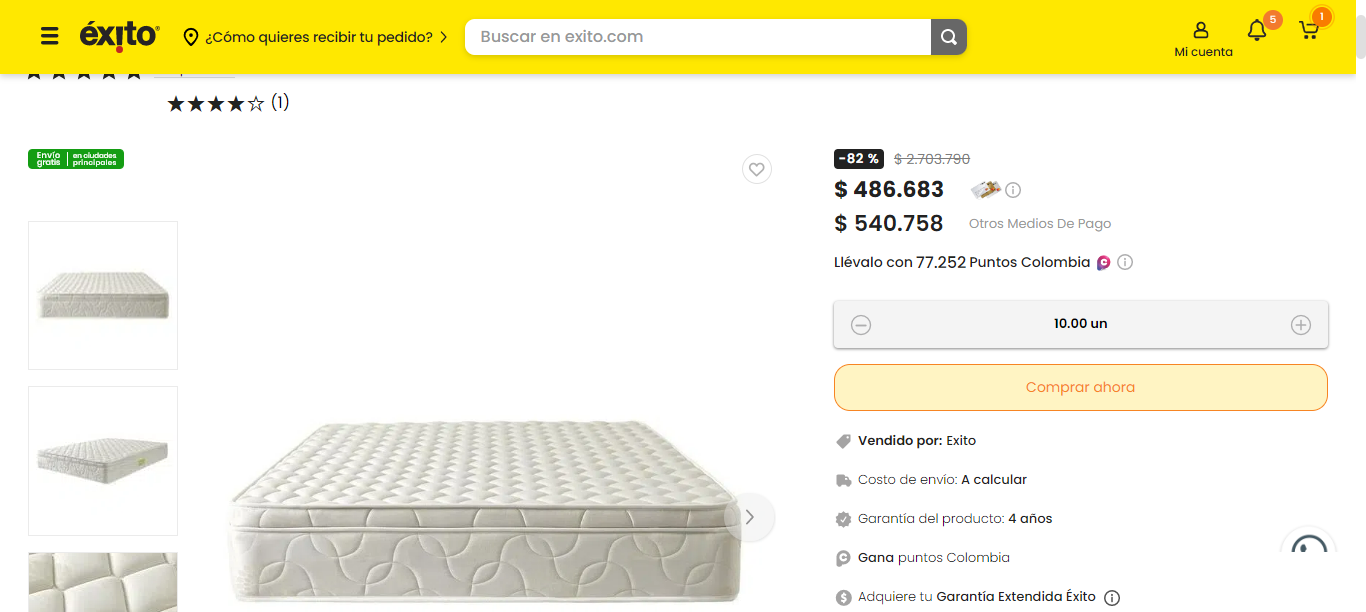 éxito
¿Cómo quieres recibir tu pedido?
Buscar en exito.com
Mi cuenta
5
1
(1)
Envío gratis
en ciudades principales
-82 %
$ 2.703.790
$ 486.683
$ 540.758
Otros Medios De Pago
Llévalo con 77.252 Puntos Colombia
10.00 un
Comprar ahora
Vendido por: Exito
Costo de envío: A calcular
Garantía del producto: 4 años
Gana puntos Colombia
Adquiere tu Garantía Extendida Éxito